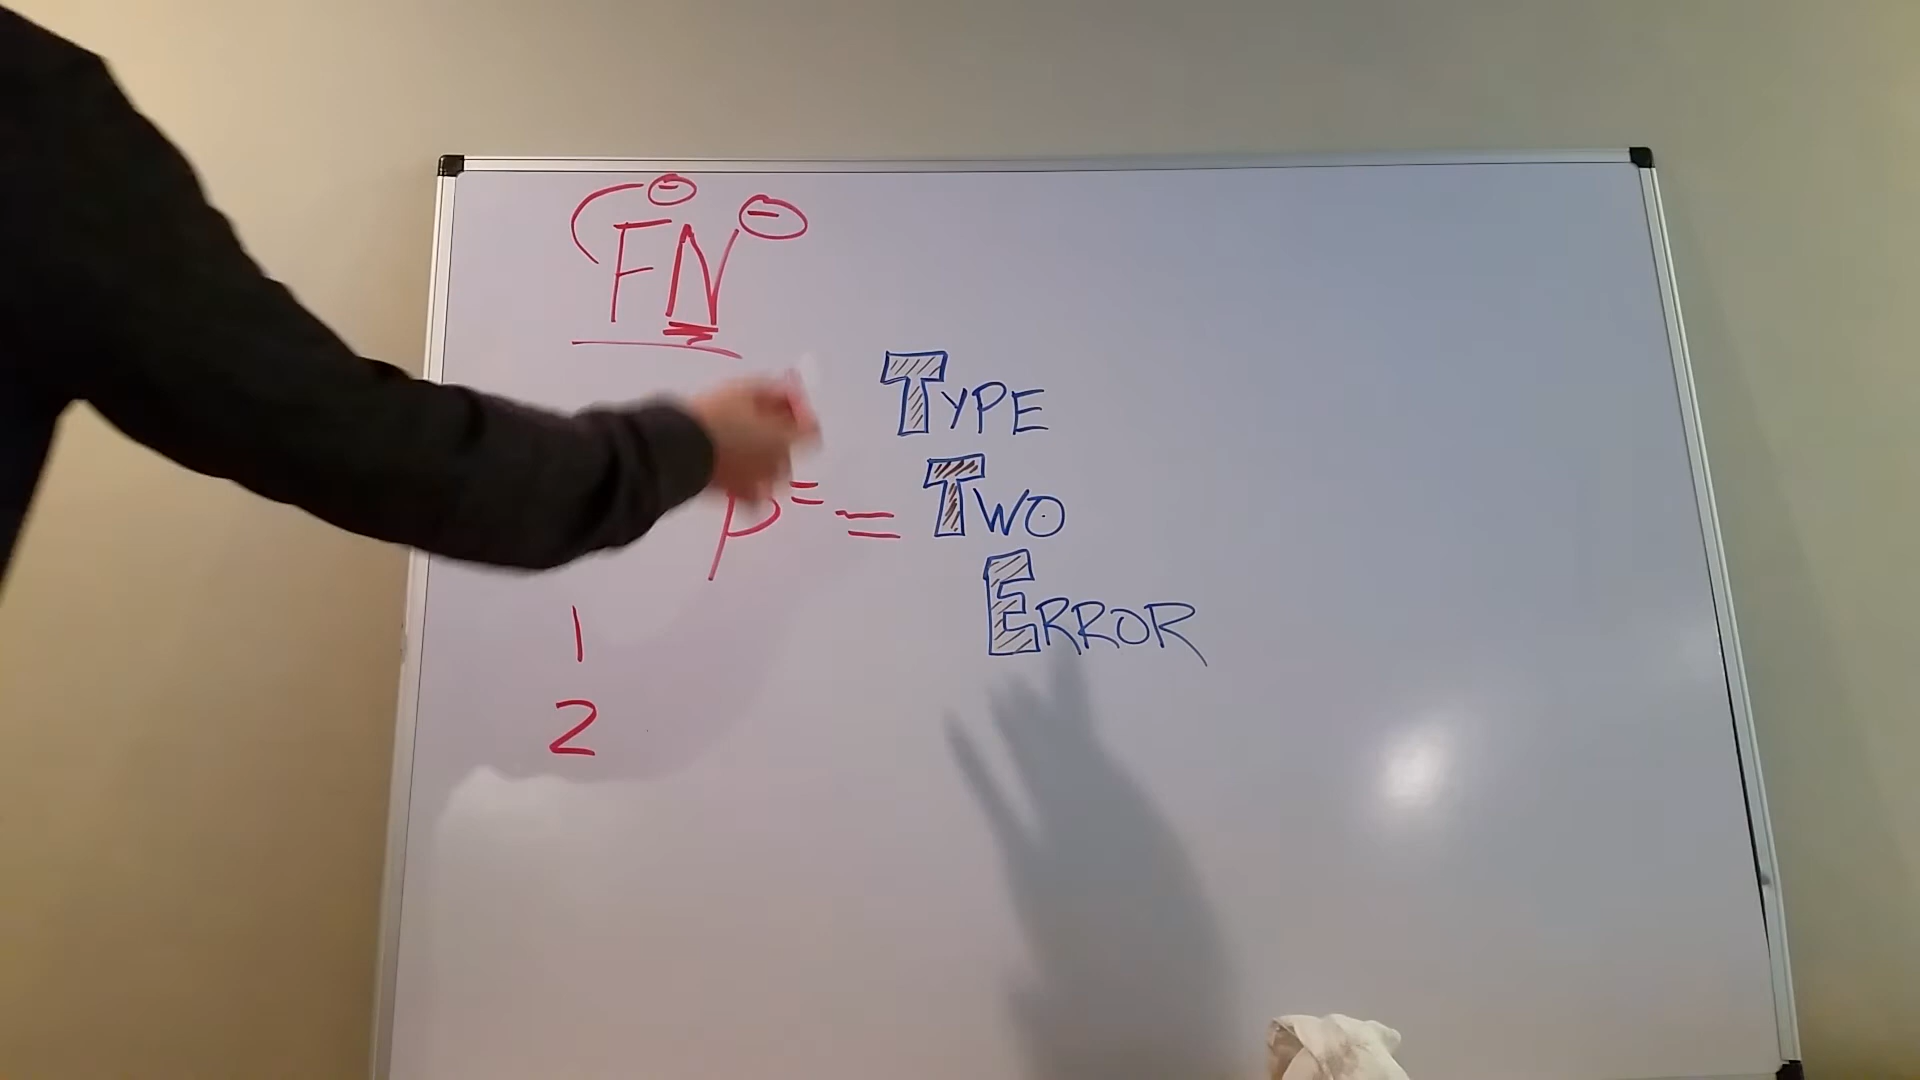 FN
TYPE
TWO
β = =
ERROR
1
2